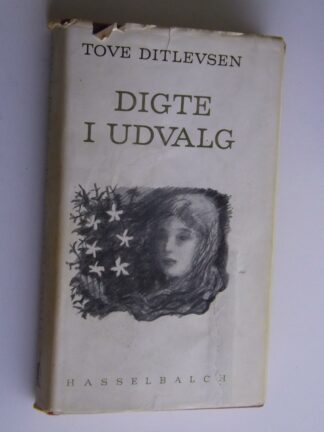 TOVE DITLEVSEN
DIGTE
I UDVALG
HASSELBALCH